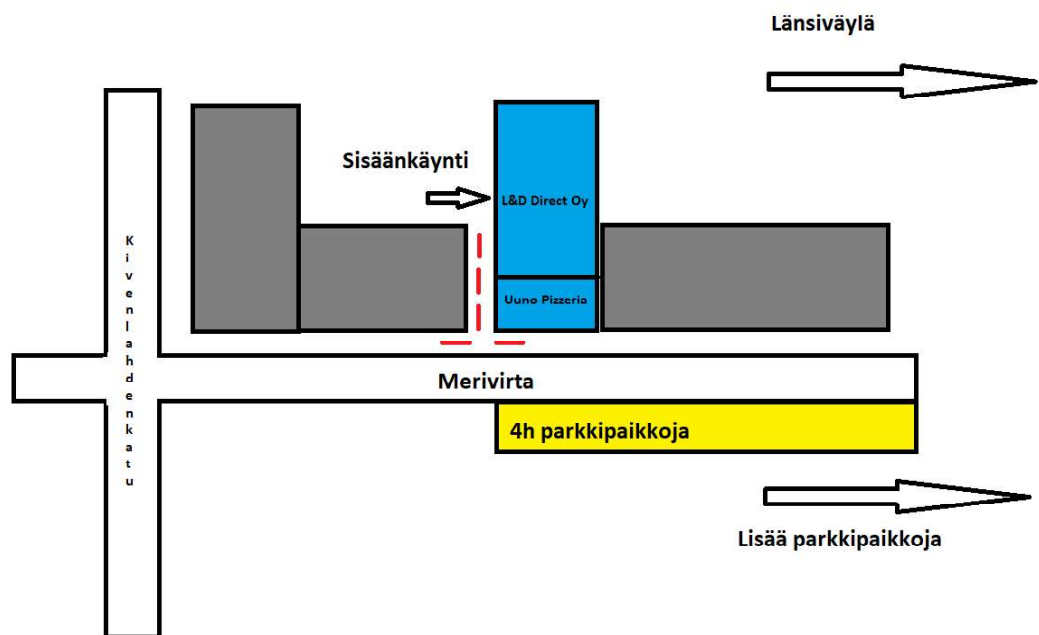 Länsiväylä
Sisäänkäynti
L&D Direct Oy
Uuno Pizzeria
Kivenlahdenkatu
Merivirta
4h parkkipaikkoja
Lisää parkkipaikkoja